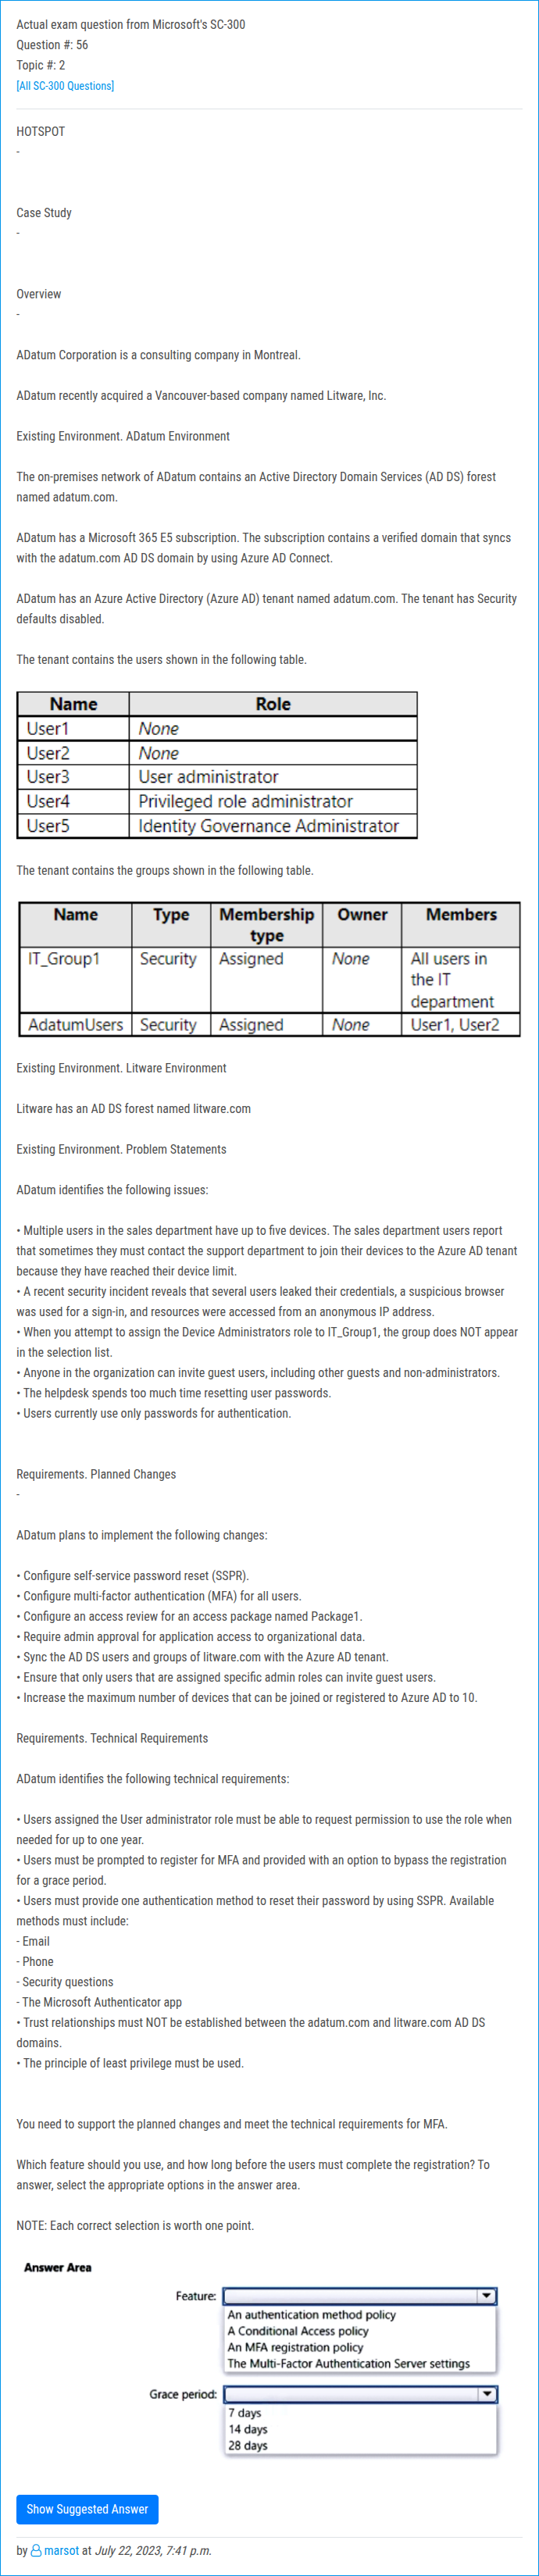 Actual exam question from Microsoft's SC-300
Question #: 56
Topic #: 2
[All SC-300 Questions]
HOTSPOT
-
Case Study
-
Overview
-
ADatum Corporation is a consulting company in Montreal.
ADatum recently acquired a Vancouver-based company named Litware, Inc.
Existing Environment. ADatum Environment
The on-premises network of ADatum contains an Active Directory Domain Services (AD DS) forest
named adatum.com.
ADatum has a Microsoft 365 E5 subscription. The subscription contains a verified domain that syncs
with the adatum.com AD DS domain by using Azure AD Connect.
ADatum has an Azure Active Directory (Azure AD) tenant named adatum.com. The tenant has Security
defaults disabled.
The tenant contains the users shown in the following table.
Name Role
User1 None
User2 None
User3 User administrator
User4 Privileged role administrator
User5 Identity Governance Administrator
The tenant contains the groups shown in the following table.
Name Type Membership Owner Members
type
IT_Group1 Security Assigned None All users in
the IT
department
AdatumUsers Security Assigned None User1, User2
Existing Environment. Litware Environment
Litware has an AD DS forest named litware.com
Existing Environment. Problem Statements
ADatum identifies the following issues:
• Multiple users in the sales department have up to five devices. The sales department users report
that sometimes they must contact the support department to join their devices to the Azure AD tenant
because they have reached their device limit.
• A recent security incident reveals that several users leaked their credentials, a suspicious browser
was used for a sign-in, and resources were accessed from an anonymous IP address.
• When you attempt to assign the Device Administrators role to IT_Group1, the group does NOT appear
in the selection list.
• Anyone in the organization can invite guest users, including other guests and non-administrators.
• The helpdesk spends too much time resetting user passwords.
• Users currently use only passwords for authentication.
Requirements. Planned Changes
-
ADatum plans to implement the following changes:
• Configure self-service password reset (SSPR).
• Configure multi-factor authentication (MFA) for all users.
• Configure an access review for an access package named Package1.
• Require admin approval for application access to organizational data.
• Sync the AD DS users and groups of litware.com with the Azure AD tenant.
• Ensure that only users that are assigned specific admin roles can invite guest users.
• Increase the maximum number of devices that can be joined or registered to Azure AD to 10.
Requirements. Technical Requirements
ADatum identifies the following technical requirements:
• Users assigned the User administrator role must be able to request permission to use the role when
needed for up to one year.
• Users must be prompted to register for MFA and provided with an option to bypass the registration
for a grace period.
• Users must provide one authentication method to reset their password by using SSPR. Available
methods must include:
- Email
- Phone
- Security questions
- The Microsoft Authenticator app
• Trust relationships must NOT be established between the adatum.com and litware.com AD DS
domains.
• The principle of least privilege must be used.
You need to support the planned changes and meet the technical requirements for MFA.
Which feature should you use, and how long before the users must complete the registration? To
answer, select the appropriate options in the answer area.
NOTE: Each correct selection is worth one point.
Answer Area
Feature:
An authentication method policy
A Conditional Access policy
An MFA registration policy
The Multi-Factor Authentication Server settings
Grace period:
7 days
14 days
28 days
Show Suggested Answer
by marsot at July 22, 2023, 7:41 p.m.